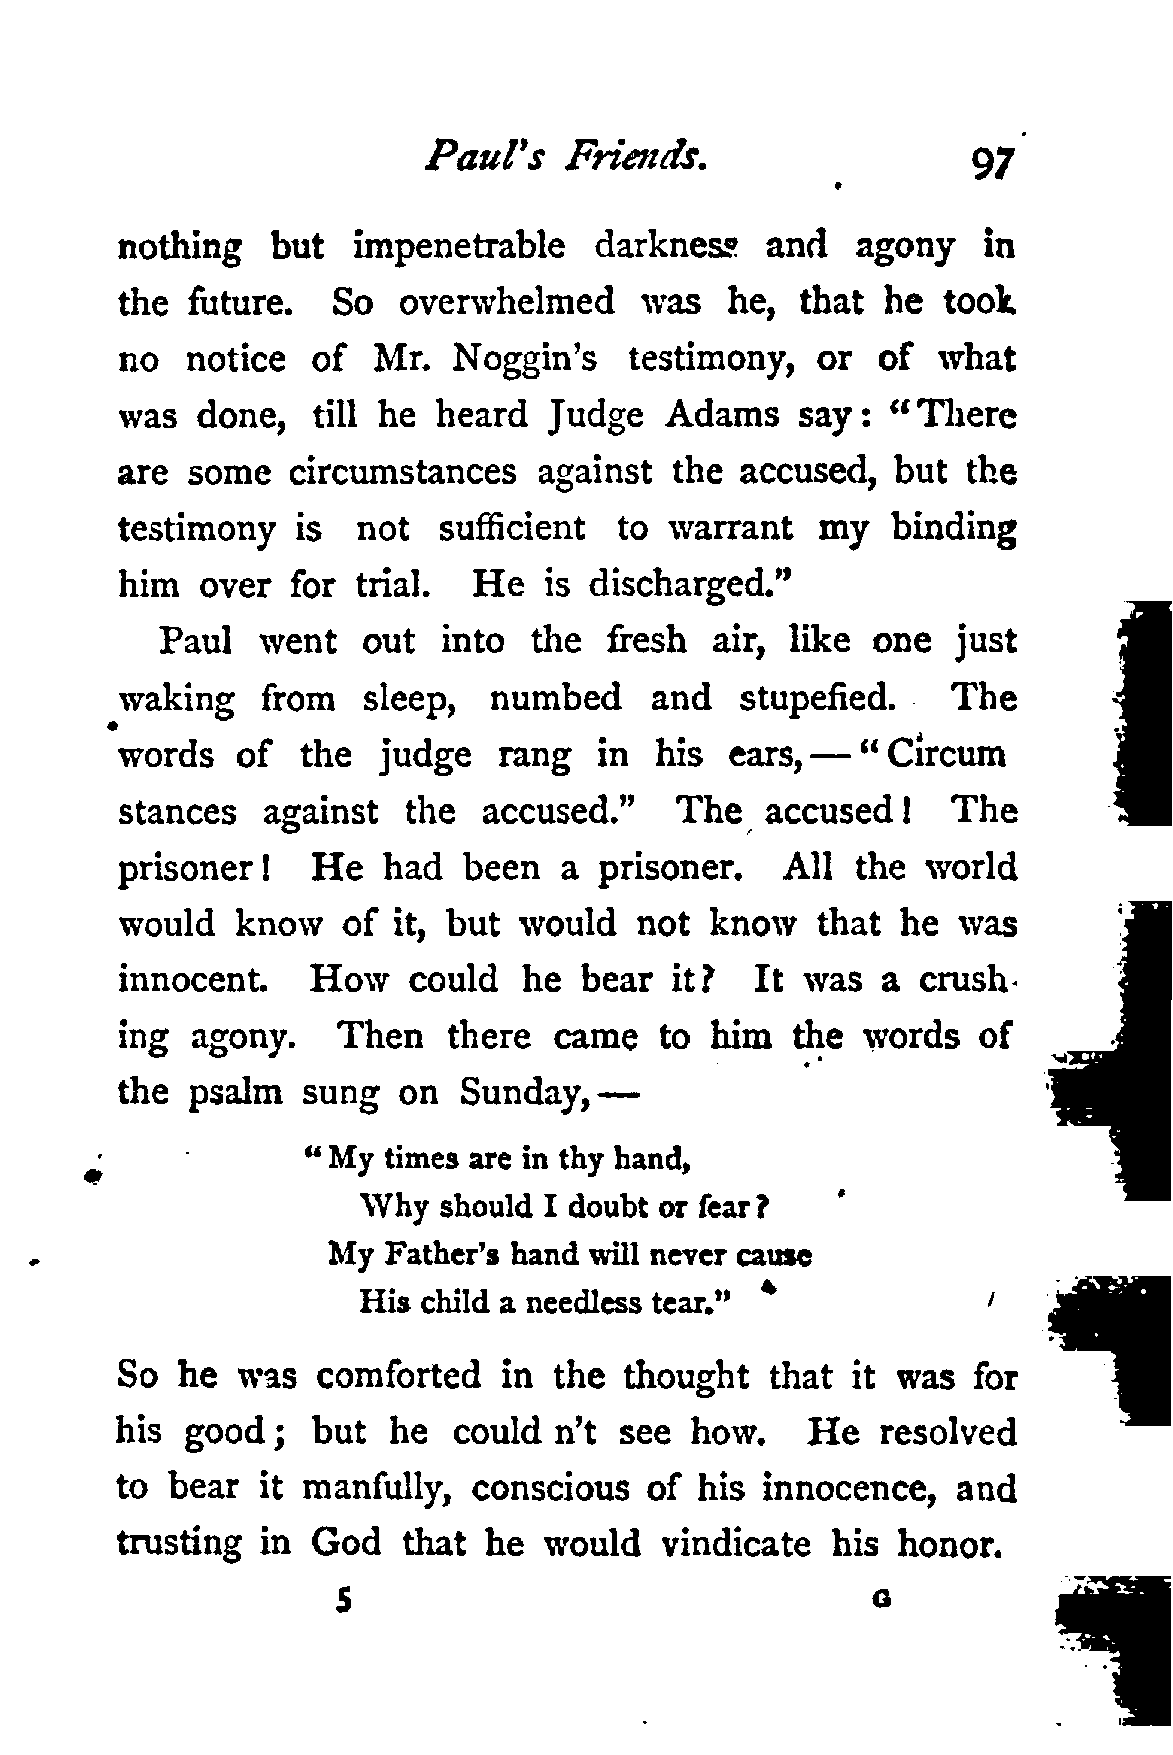 Paul's Friends. 97
nothing but impenetrable darkness and agony in
the future. So overwhelmed was he, that he took
no notice of Mr. Noggin's testimony, or of what
was done, till he heard Judge Adams say: “There
are some circumstances against the accused, but the
testimony is not sufficient to warrant my binding
him over for trial. He is discharged.”
Paul went out into the fresh air, like one just
waking from sleep, numbed and stupefied. The
words of the judge rang in his ears,—“Circum
stances against the accused.” The accused! The
prisoner! He had been a prisoner. All the world
would know of it, but would not know that he was
innocent. How could he bear it? It was a crush-
ing agony. Then there came to him the words of
the psalm sung on Sunday,—
“My times are in thy hand,
Why should I doubt or fear?
My Father's hand will never cause
His child a needless tear.”
So he was comforted in the thought that it was for
his good; but he could n't see how. He resolved
to bear it manfully, conscious of his innocence, and
trusting in God that he would vindicate his honor.
5 G